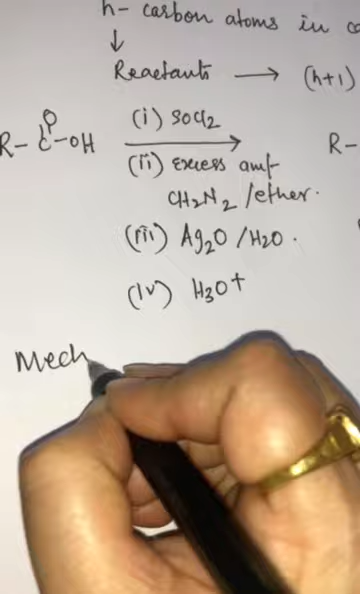 n- carbon atoms in
↓
Reactants → (n+1)
O
R-C-OH (i) SOCl2 → R-
(ii) Excess amt
CH2N2/ether.
(iii) Ag2O/H2O.
(iv) H3O+
Mech